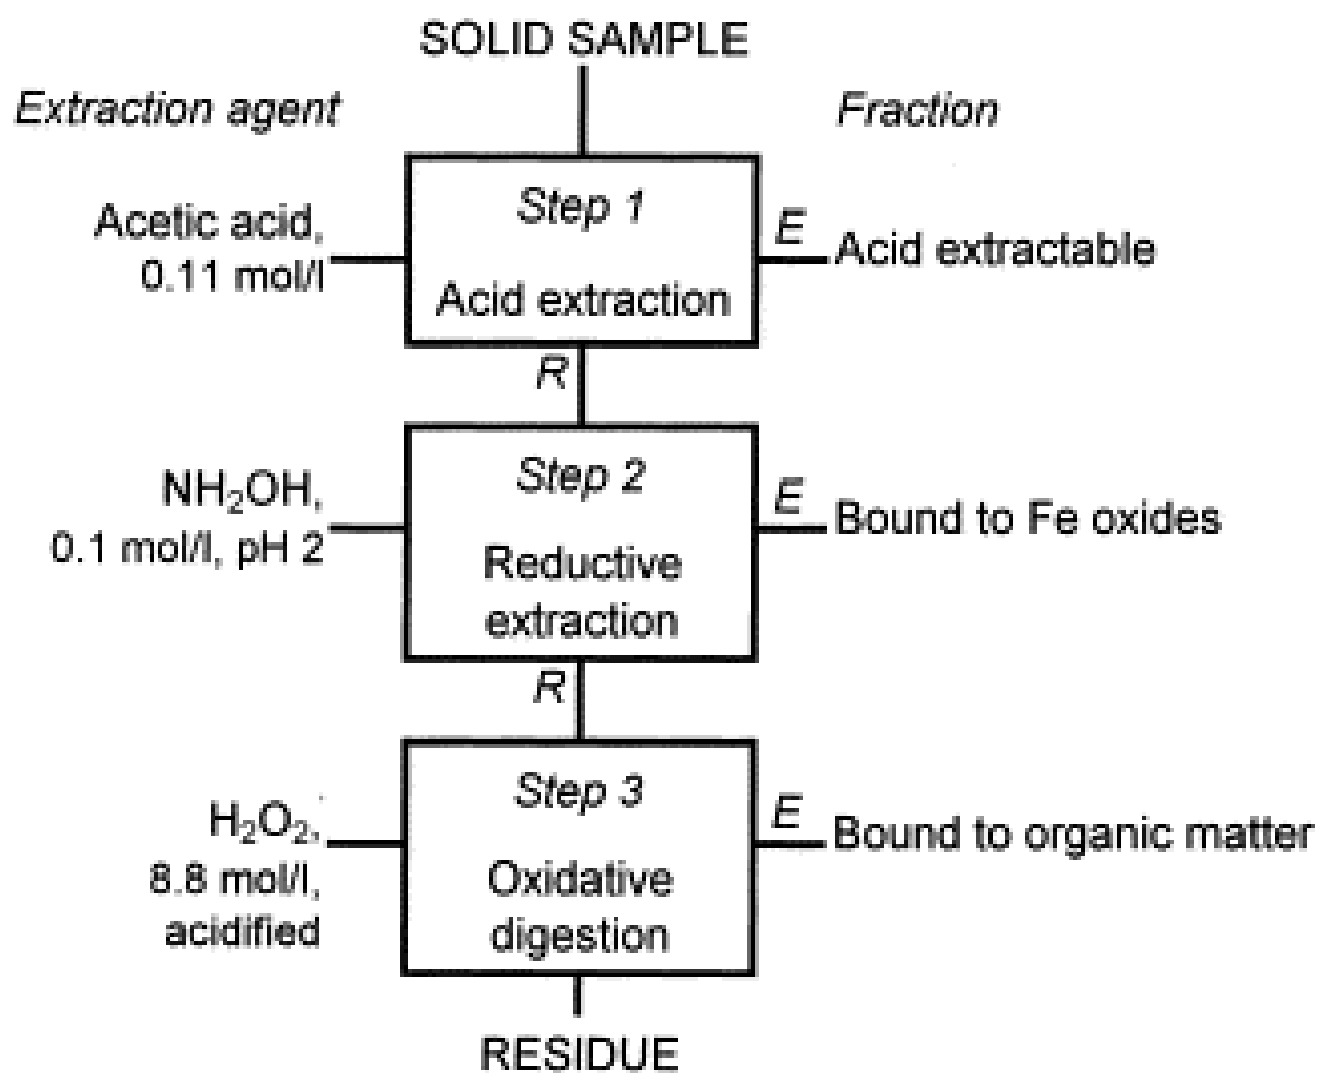 SOLID SAMPLE
Extraction agent
Fraction
Acetic acid,
0.11 mol/l
Step 1
Acid extraction
E
Acid extractable
R
NH₂OH,
0.1 mol/l, pH 2
Step 2
Reductive
extraction
E
Bound to Fe oxides
R
H₂O₂,
8.8 mol/l,
acidified
Step 3
Oxidative
digestion
E
Bound to organic matter
RESIDUE